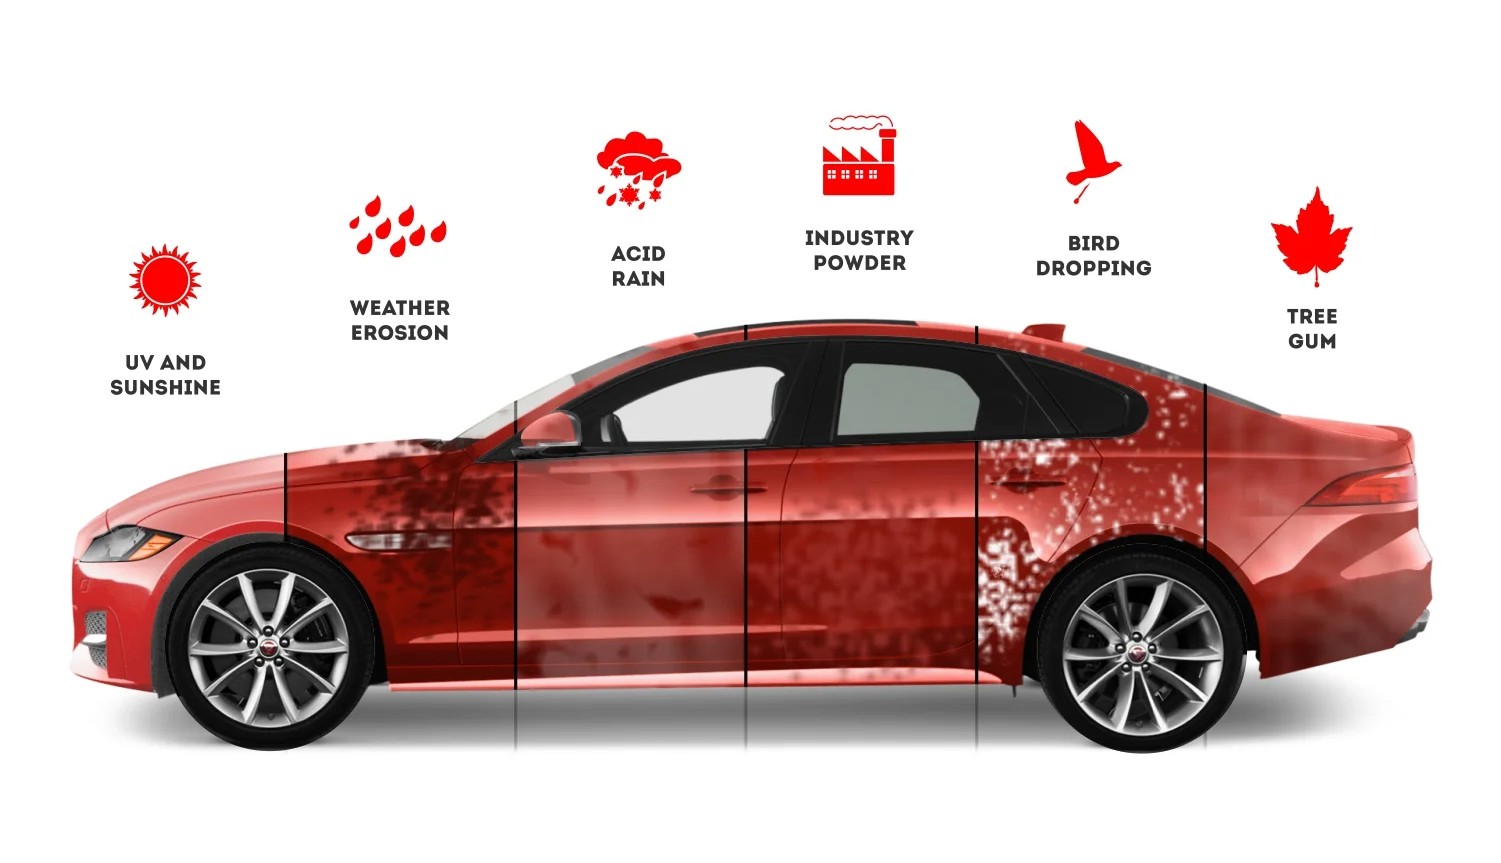 UV AND
SUNSHINE
WEATHER
EROSION
ACID
RAIN
INDUSTRY
POWDER
BIRD
DROPPING
TREE
GUM